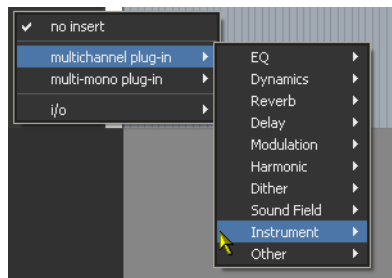 no insert
multichannel plug-in
multi-mono plug-in
i/o
EQ
Dynamics
Reverb
Delay
Modulation
Harmonic
Dither
Sound Field
Instrument
Other